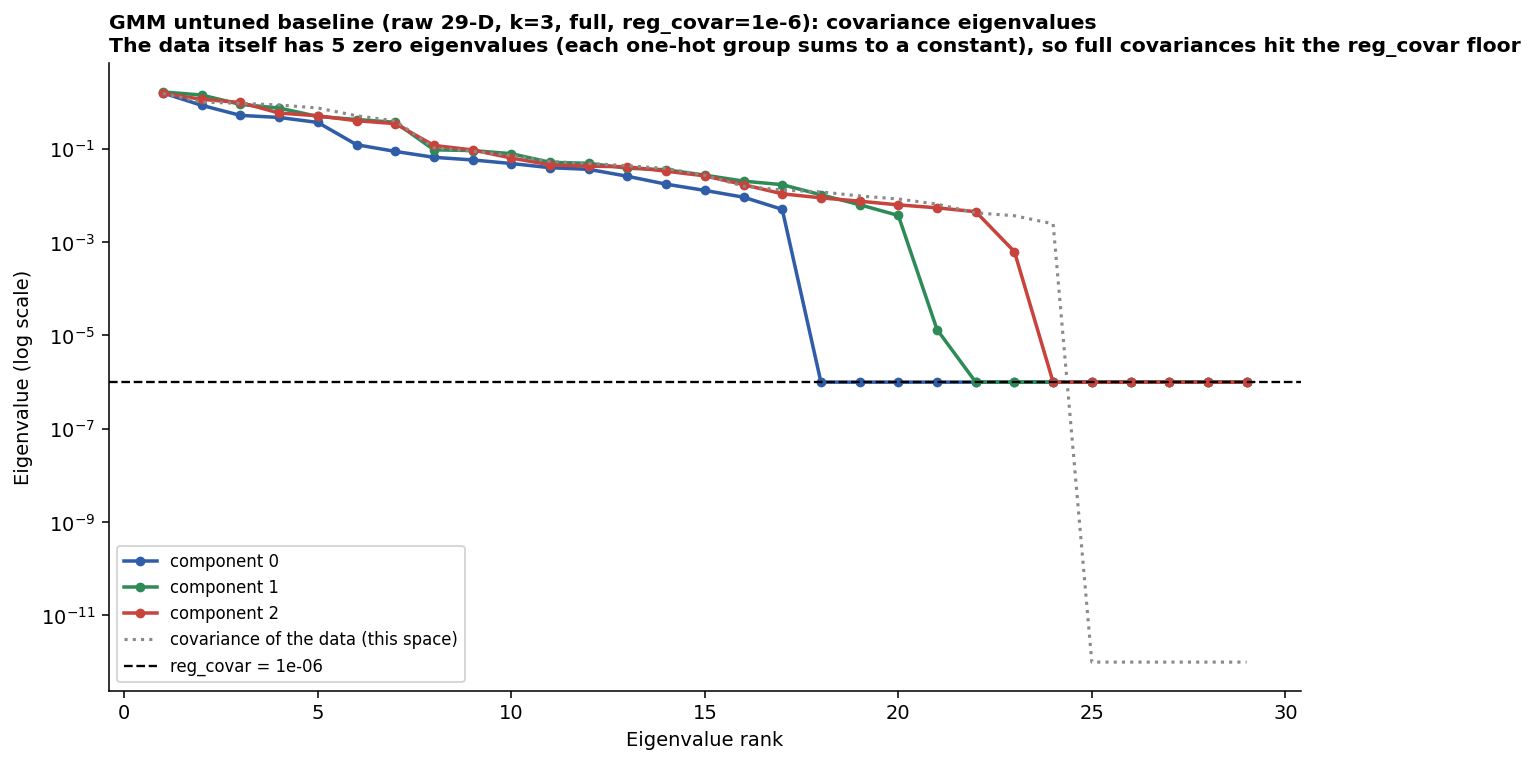 GMM untuned baseline (raw 29-D, k=3, full, reg_covar=1e-6): covariance eigenvalues
The data itself has 5 zero eigenvalues (each one-hot group sums to a constant), so full covariances hit the reg_covar floor
Eigenvalue (log scale)
10⁻¹
10⁻³
10⁻⁵
10⁻⁷
10⁻⁹
10⁻¹¹
component 0
component 1
component 2
covariance of the data (this space)
reg_covar = 1e-06
0 5 10 15 20 25 30
Eigenvalue rank